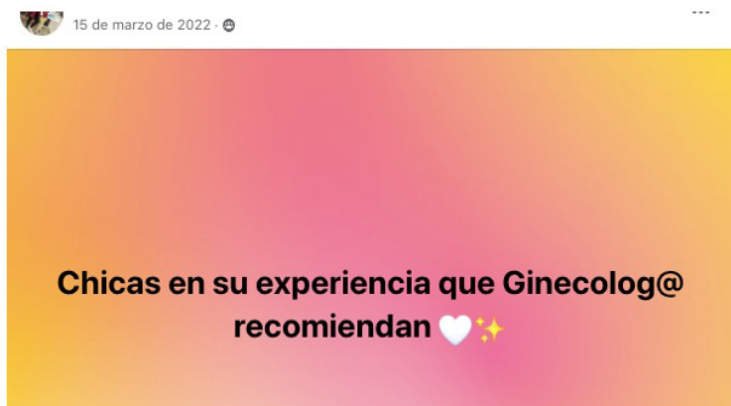 15 de marzo de 2022 ·
Chicas en su experiencia que Ginecolog@
recomiendan 🤍✨